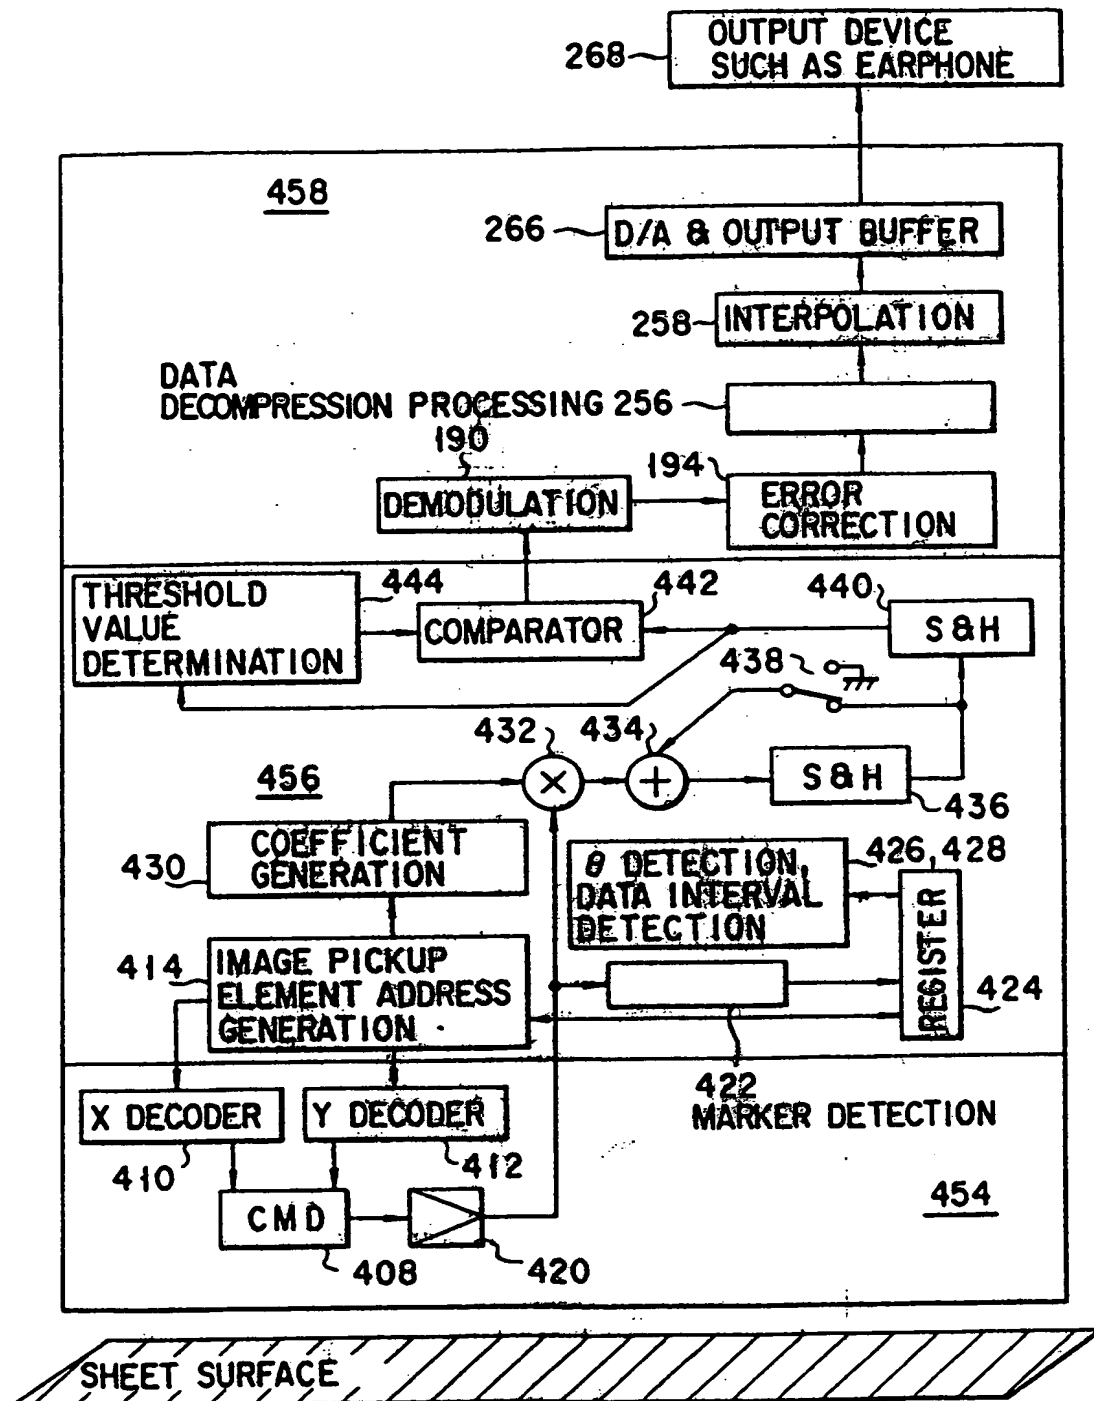 OUTPUT DEVICE
SUCH AS EARPHONE
268
458
266
D/A & OUTPUT BUFFER
258
INTERPOLATION
DATA
DECOMPRESSION PROCESSING 256
190
194
DEMODULATION
ERROR
CORRECTION
THRESHOLD
VALUE
DETERMINATION
444
442
COMPARATOR
440
S&H
438
432
434
×
+
S&H
436
456
COEFFICIENT
GENERATION
430
θ DETECTION,
DATA INTERVAL
DETECTION
426,428
REGISTER
424
414
IMAGE PICKUP
ELEMENT ADDRESS
GENERATION
422
MARKER DETECTION
X DECODER
Y DECODER
410
412
CMD
408
420
454
SHEET SURFACE